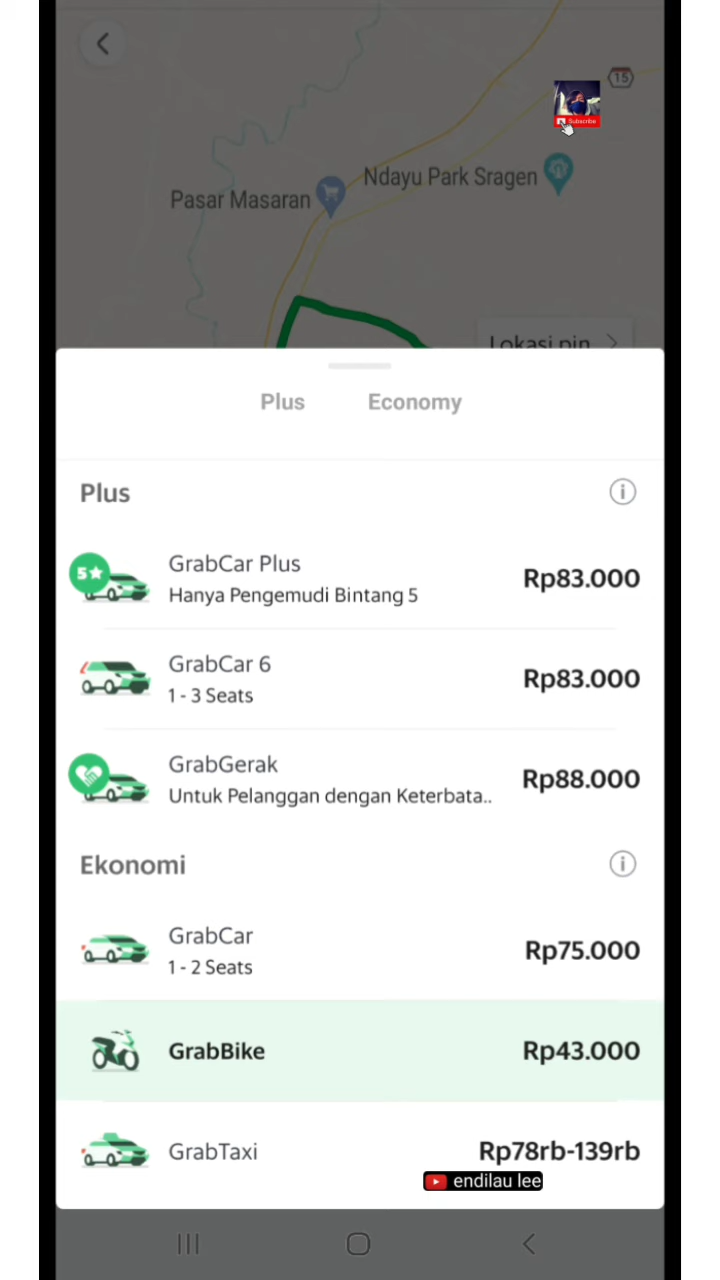 15
Subscribe
Ndayu Park Sragen
Pasar Masaran
Lokasi pin
Plus Economy
Plus
5
GrabCar Plus
Rp83.000
Hanya Pengemudi Bintang 5
GrabCar 6
Rp83.000
1 - 3 Seats
GrabGerak
Rp88.000
Untuk Pelanggan dengan Keterbata..
Ekonomi
GrabCar
Rp75.000
1 - 2 Seats
GrabBike
Rp43.000
GrabTaxi
Rp78rb-139rb
endilau lee